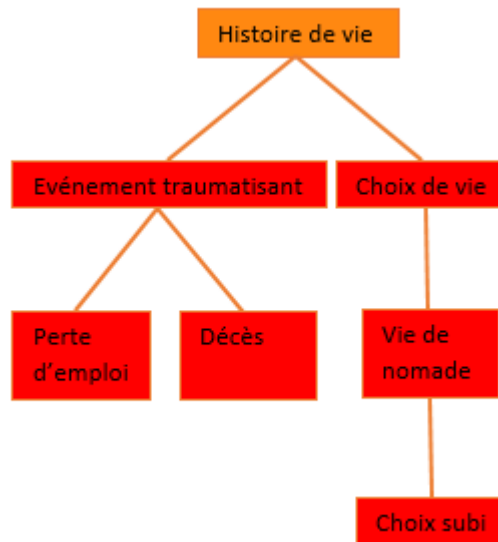 Histoire de vie
Evénement traumatisant
Choix de vie
Perte
d’emploi
Décès
Vie de
nomade
Choix subi